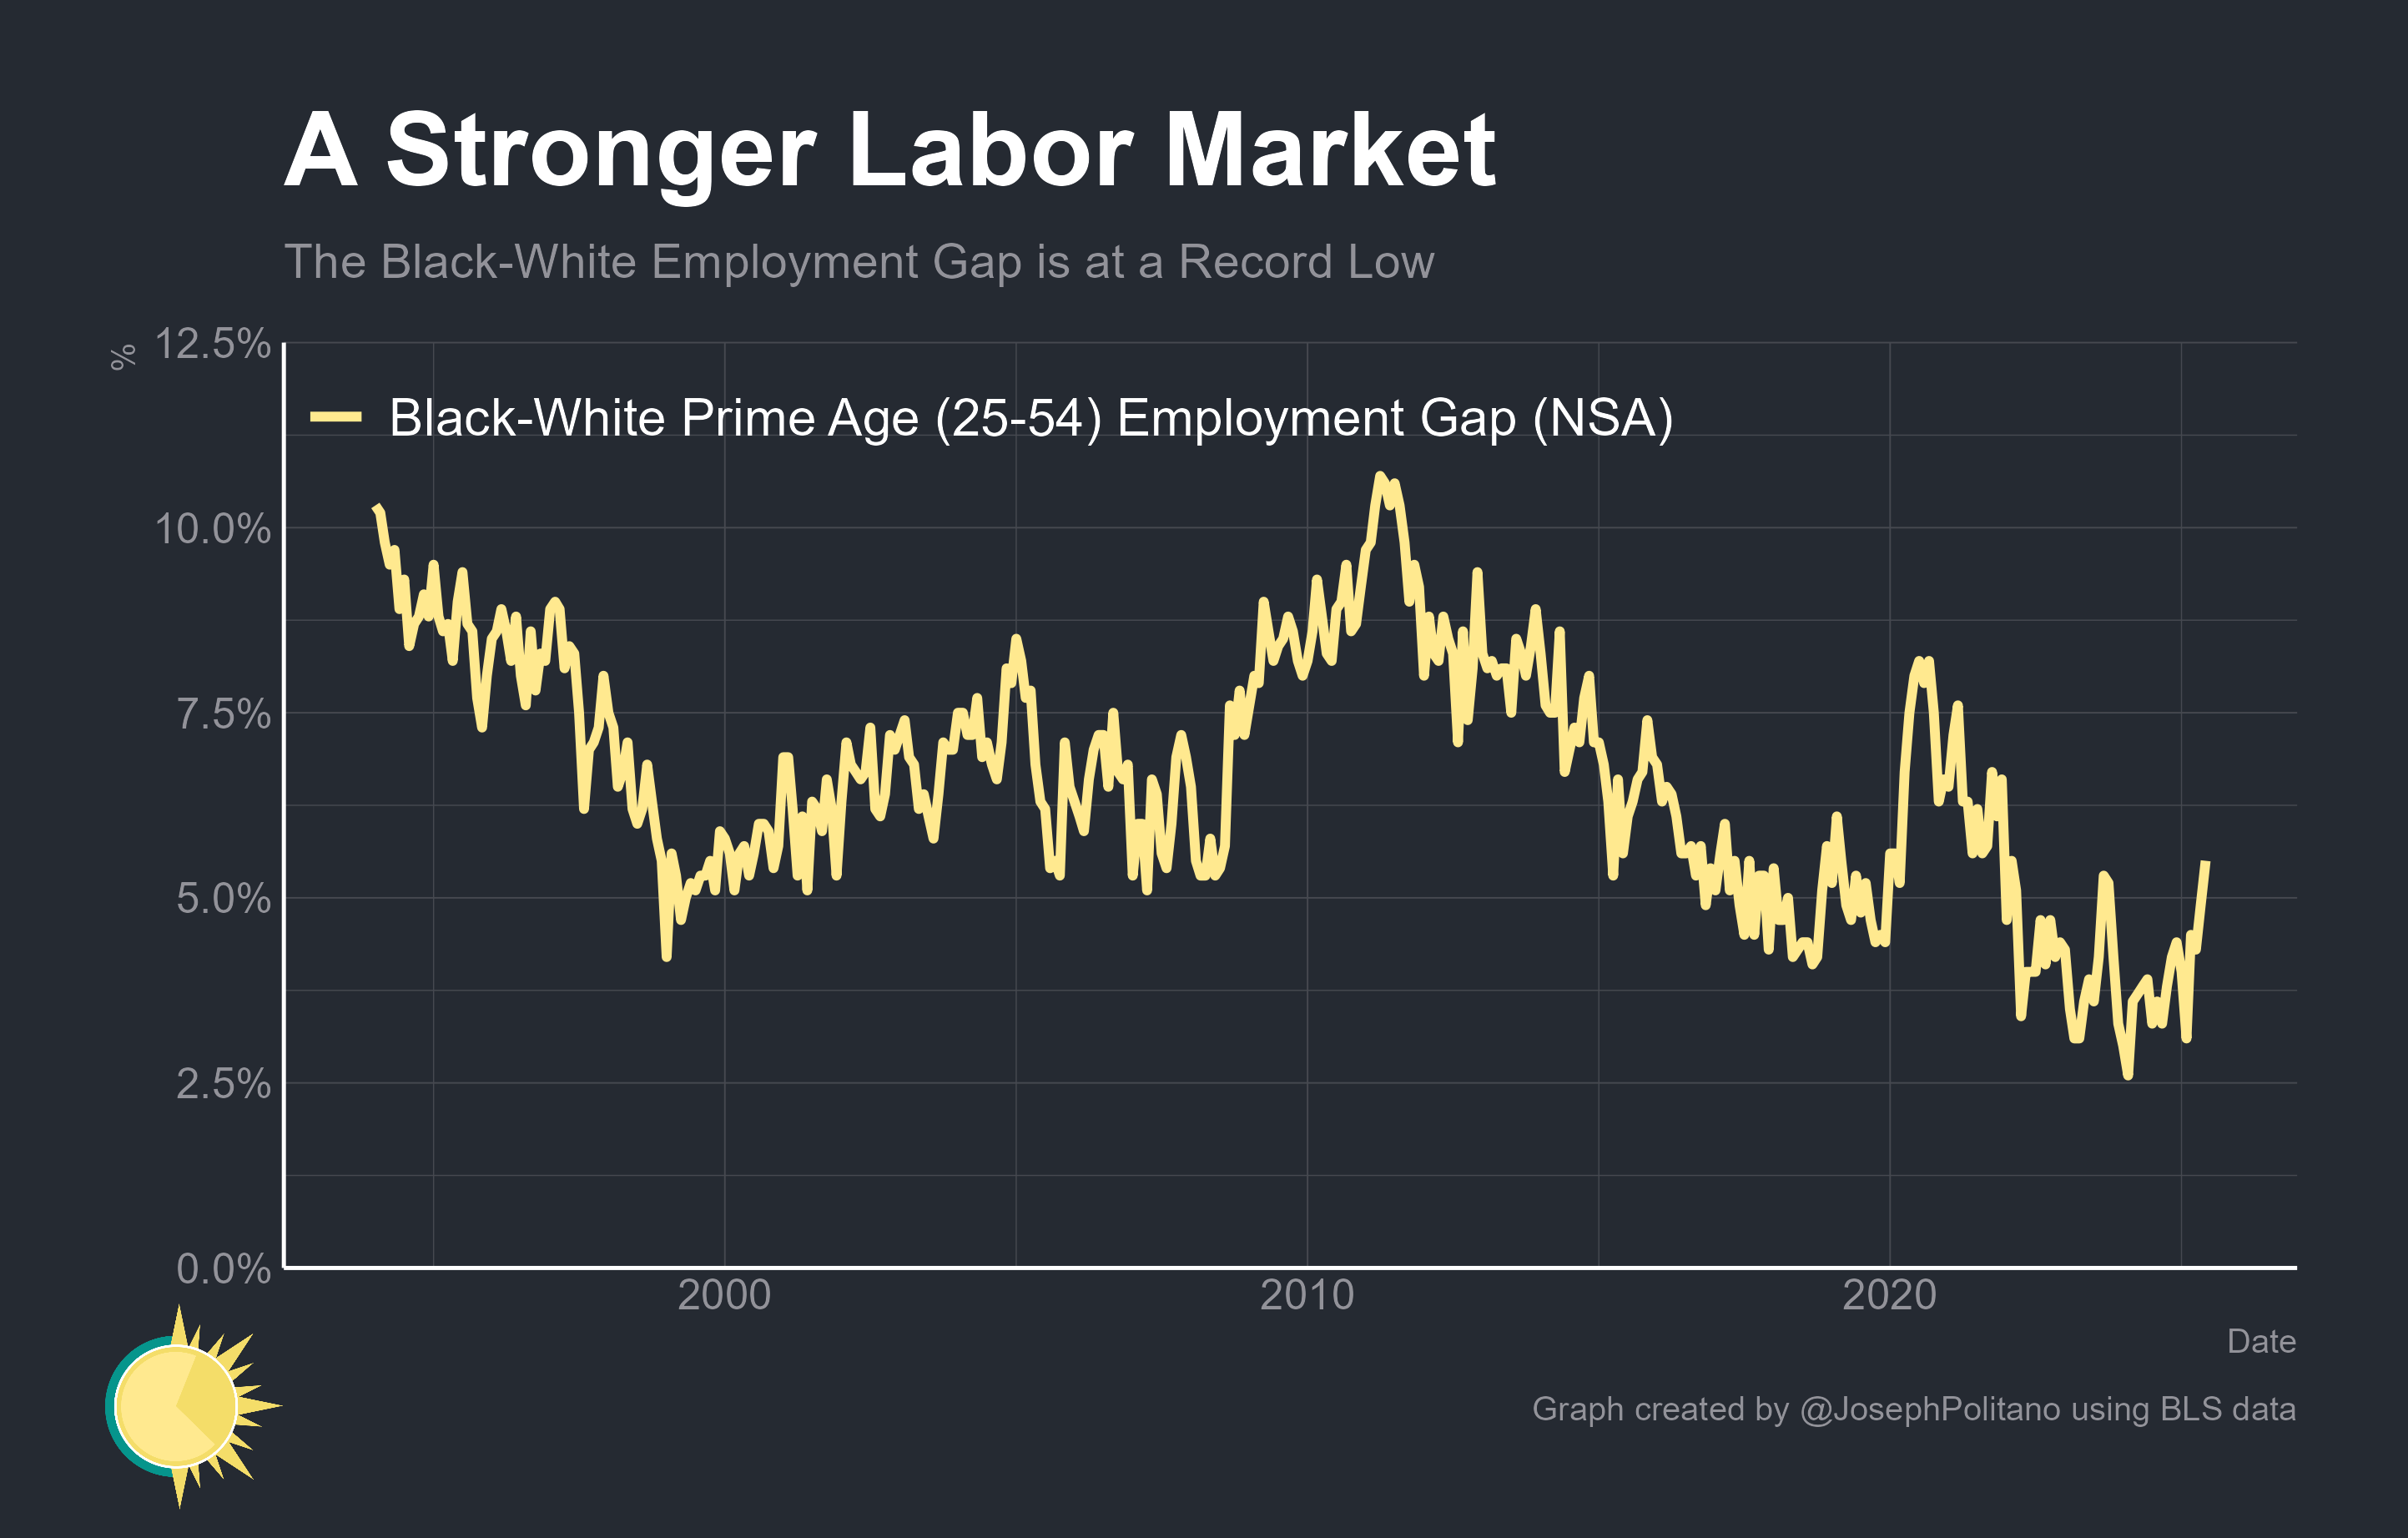 A Stronger Labor Market
The Black-White Employment Gap is at a Record Low
%
12.5%
Black-White Prime Age (25-54) Employment Gap (NSA)
10.0%
7.5%
5.0%
2.5%
0.0%
2000 2010 2020
Date
Graph created by @JosephPolitano using BLS data